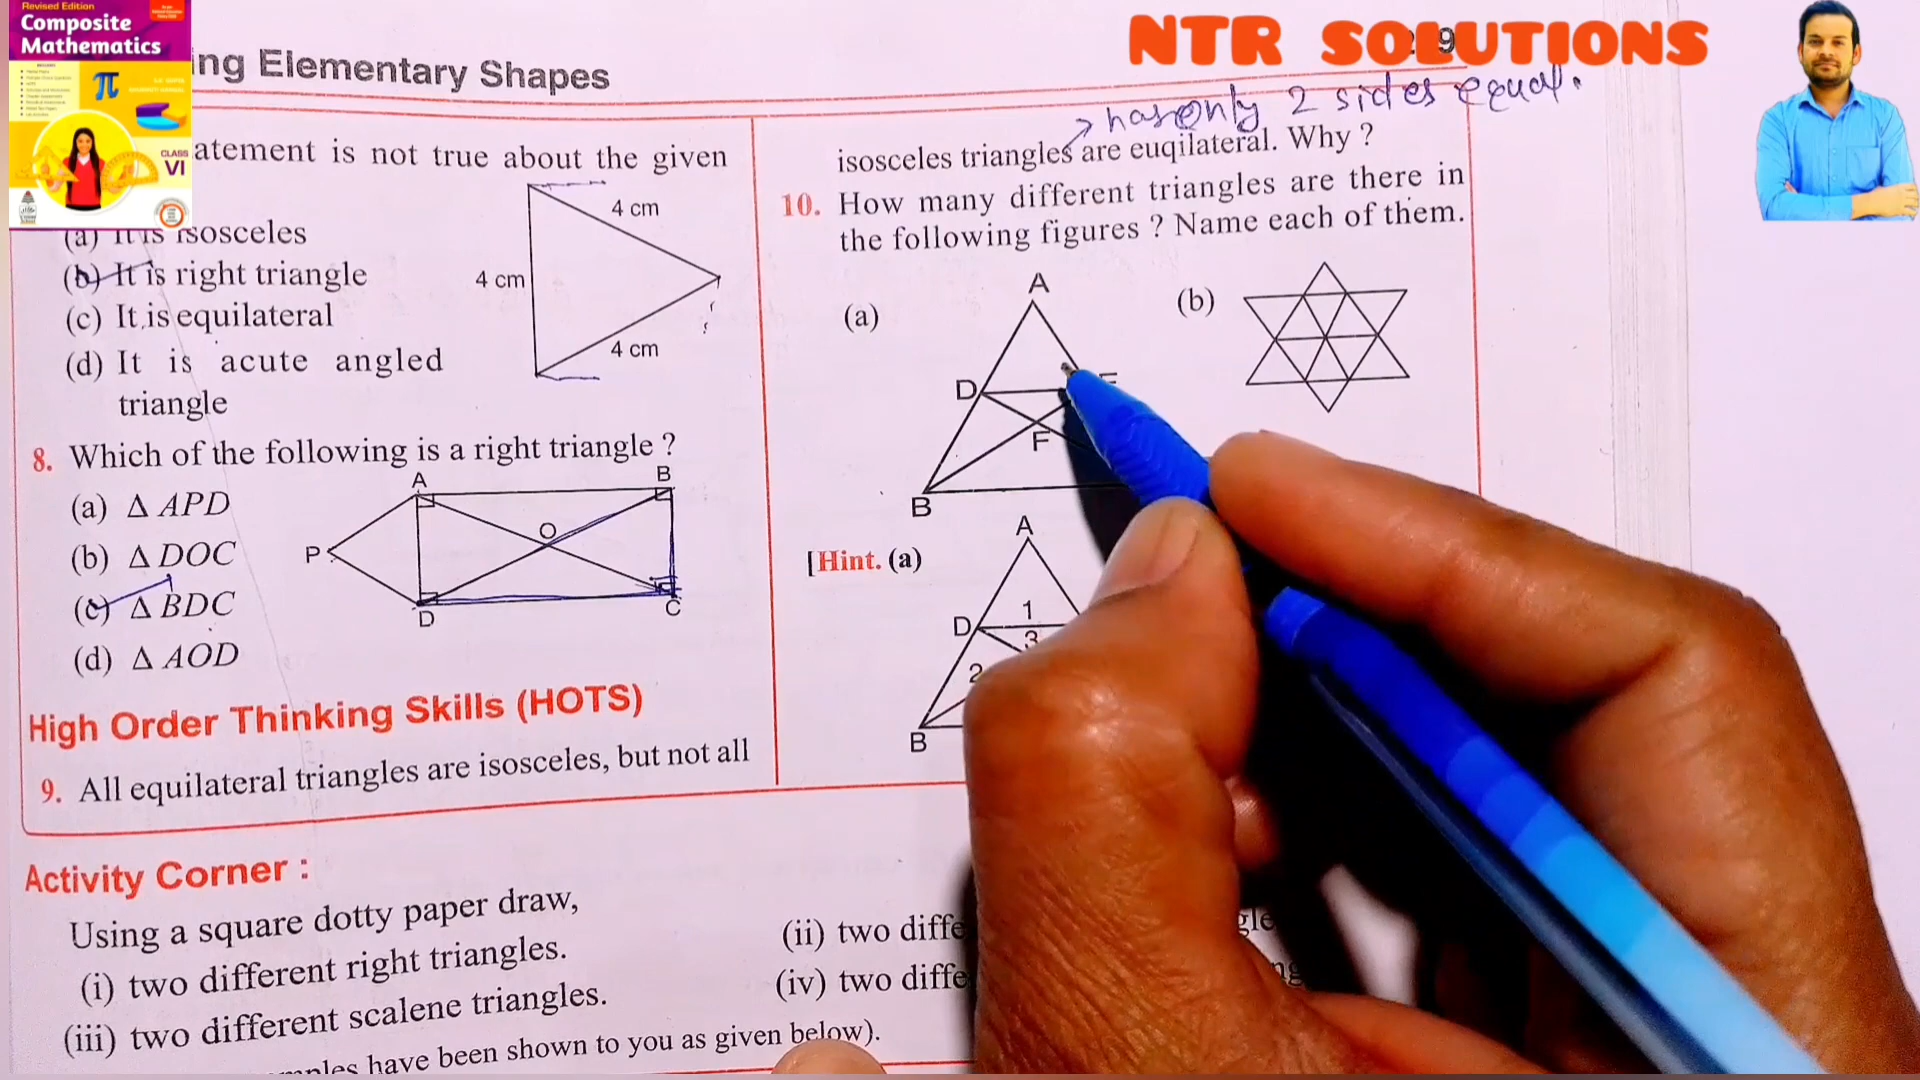 Revised Edition
Composite
Mathematics
CLASS
VI
NTR SOLUTIONS
ng Elementary Shapes
9
has only 2 sides equal.
atement is not true about the given
(a) It is isosceles
(b) It is right triangle
(c) It is equilateral
(d) It is acute angled
triangle
4 cm
4 cm
4 cm
8. Which of the following is a right triangle ?
(a) Δ APD
(b) Δ DOC
(c) Δ BDC
(d) Δ AOD
A
B
P
O
D
C
High Order Thinking Skills (HOTS)
9. All equilateral triangles are isosceles, but not all
isosceles triangles are euqilateral. Why ?
10. How many different triangles are there in
the following figures ? Name each of them.
(a)
A
D
F
B
(b)
[Hint. (a)
A
D
1
3
2
B
Activity Corner :
Using a square dotty paper draw,
(i) two different right triangles.
(ii) two diffe
gle
(iii) two different scalene triangles.
(iv) two diffe
ng
ples have been shown to you as given below).